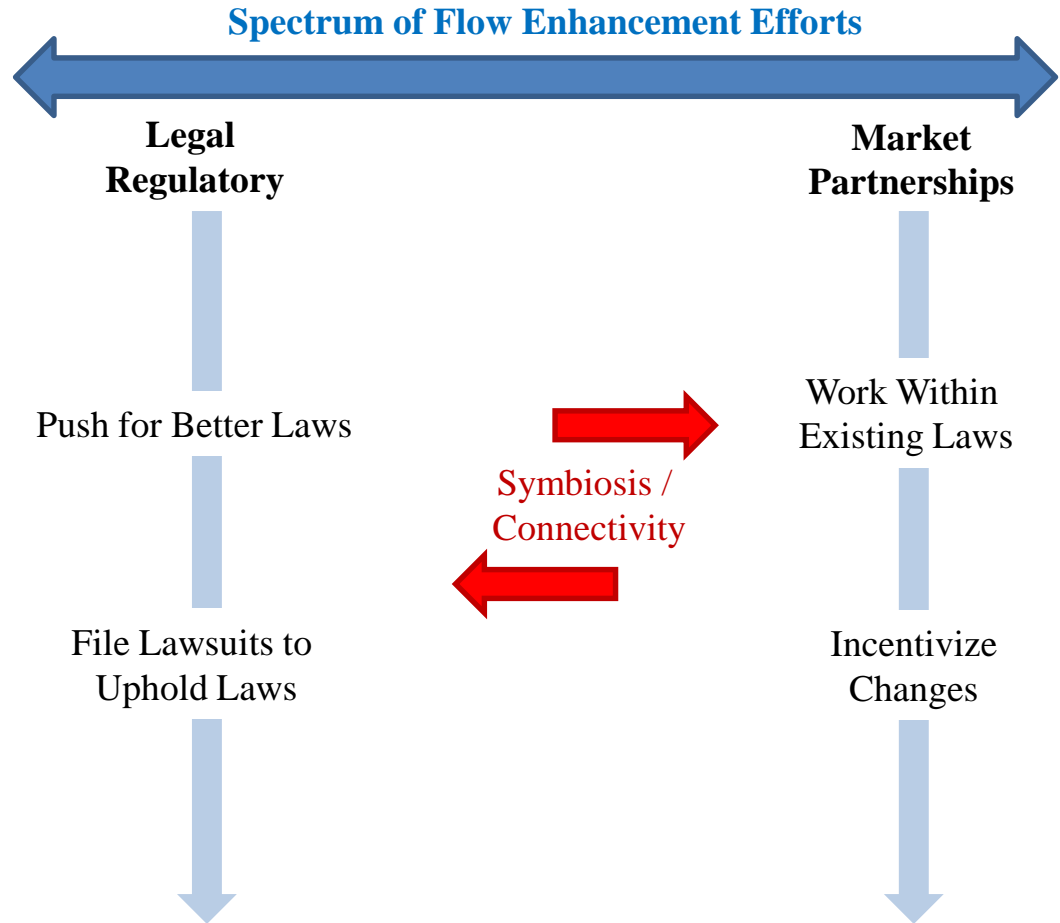 Spectrum of Flow Enhancement Efforts
Legal
Regulatory
Market
Partnerships
Push for Better Laws
Work Within
Existing Laws
Symbiosis /
Connectivity
File Lawsuits to
Uphold Laws
Incentivize
Changes